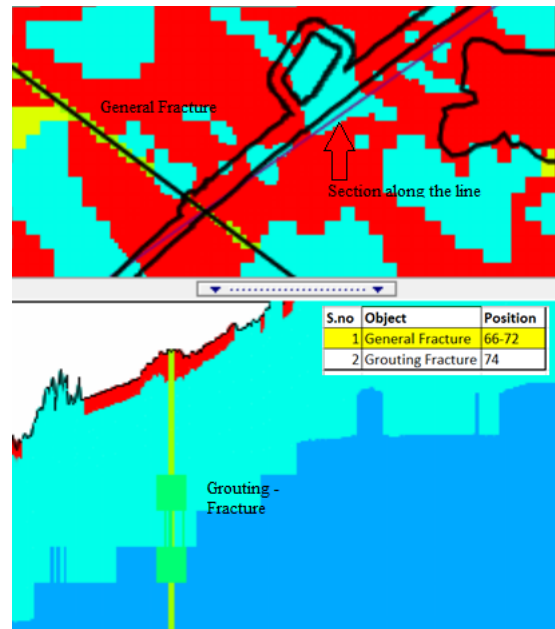 General Fracture
Section along the line
S.no Object Position
1 General Fracture 66-72
2 Grouting Fracture 74
Grouting -
Fracture